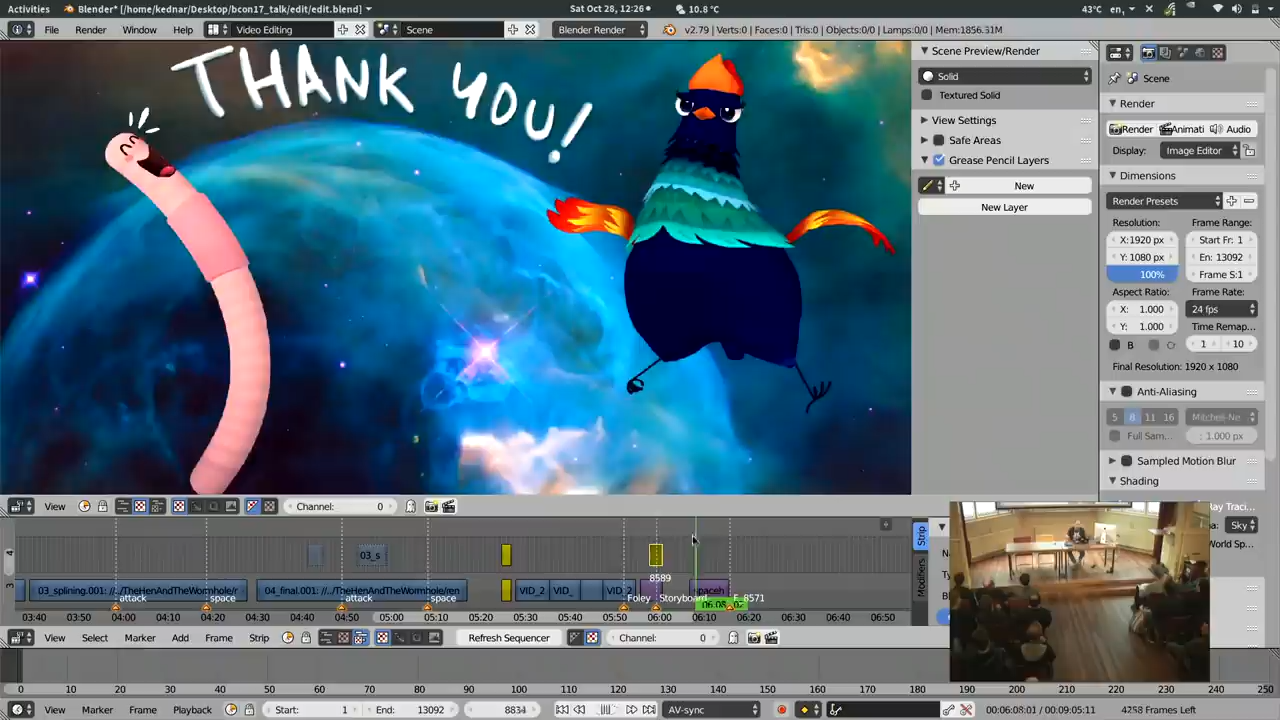 Activities Blender* [/home/kednar/Desktop/bcon17_talk/edit/edit.blend] Sat Oct 28, 12:26 10.8 °C 43°C en,
File Render Window Help Video Editing Scene Blender Render v2.79 | Verts:0 | Faces:0 | Tris:0 | Objects:0/0 | Lamps:0/0 | Mem:1856.31M
THANK YOU!
Scene Preview/Render
Solid
Textured Solid
View Settings
Safe Areas
Grease Pencil Layers
New
New Layer
Scene
Render
Render Animati Audio
Display: Image Editor
Dimensions
Render Presets
Resolution: Frame Range:
X:1920 px Start Fr: 1
Y: 1080 px En: 13092
100% Frame S:1
Aspect Ratio: Frame Rate:
X: 1.000 24 fps
Y: 1.000 Time Remap...
B Cr 1 10
Final Resolution: 1920 x 1080
Anti-Aliasing
5 8 11 16 Mitchell-Ne
Full Sam... : 1.000 px
Sampled Motion Blur
Shading
View Channel: 0
4 03_s
8589
3 03_splining.001: //../TheHenAndTheWormhole/r 04_final.001: //../TheHenAndTheWormhole/ren VID_2 VID_ VID_2 spaceh
attack space attack space Foley Storyboard F_8571
03:40 03:50 04:00 04:10 04:20 04:30 04:40 04:50 05:00 05:10 05:20 05:30 05:40 05:50 06:00 06:10 06:20 06:30 06:40 06:50
Strip
Modifiers
lay Traci
Sky
World Sp
View Select Marker Add Frame Strip Refresh Sequencer Channel: 0
0 10 20 30 40 50 60 70 80 90 100 110 120 130 140 150 160 170 180 190 200 210 220 230 240 250
View Marker Frame Playback Start: 1 End: 13092 8834 AV-sync 00:06:08:01 / 00:09:05:11 4258 Frames Left